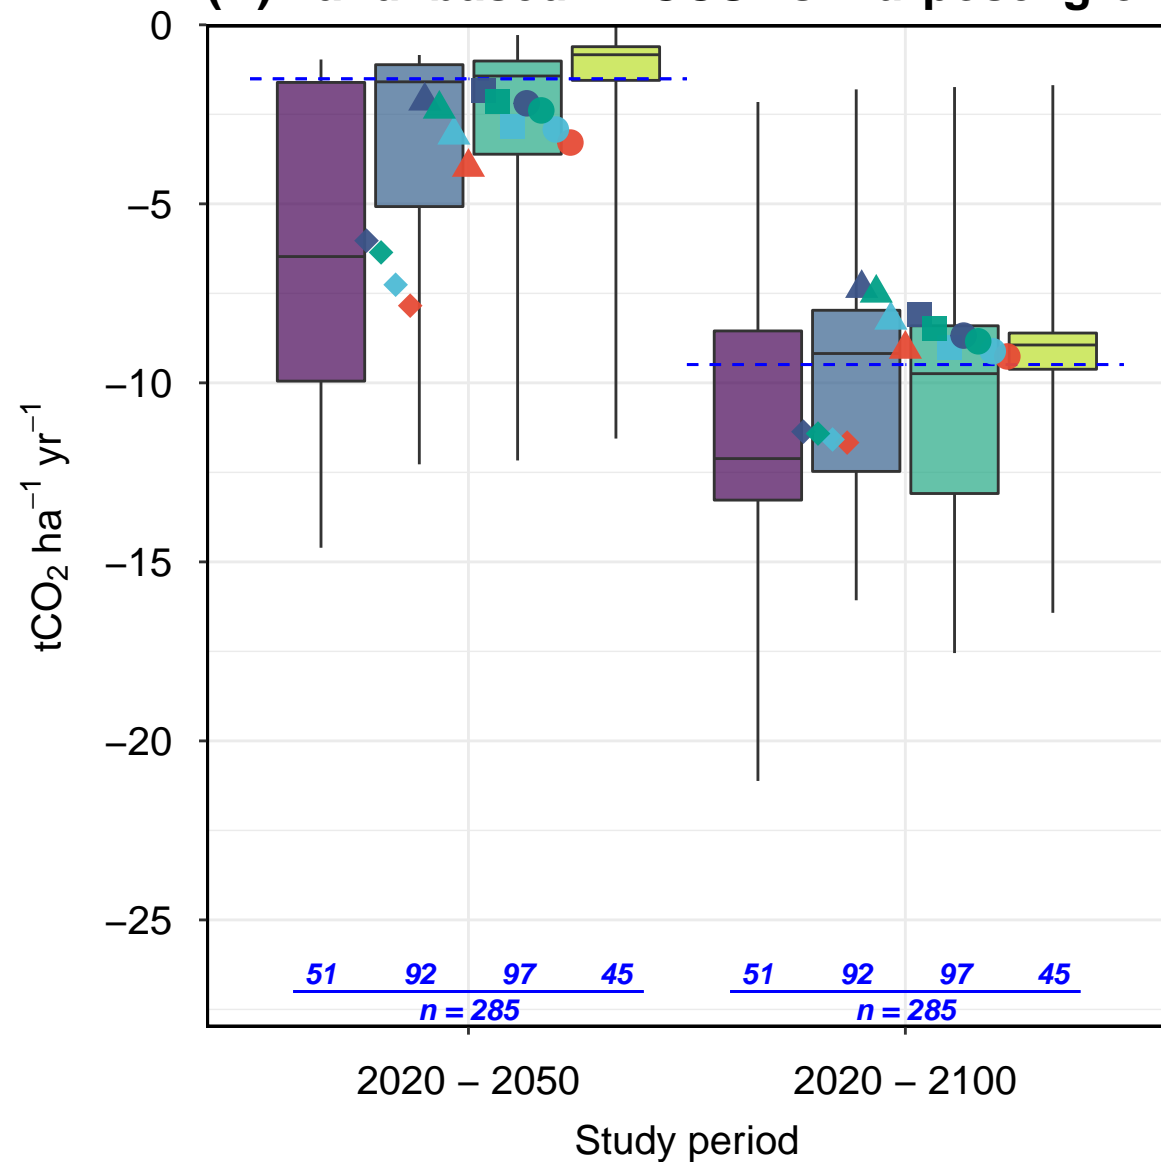 0
–5
–10
–15
–20
–25
tCO₂ ha⁻¹ yr⁻¹
51 92 97 45 51 92 97 45
n = 285 n = 285
2020 – 2050 2020 – 2100
Study period